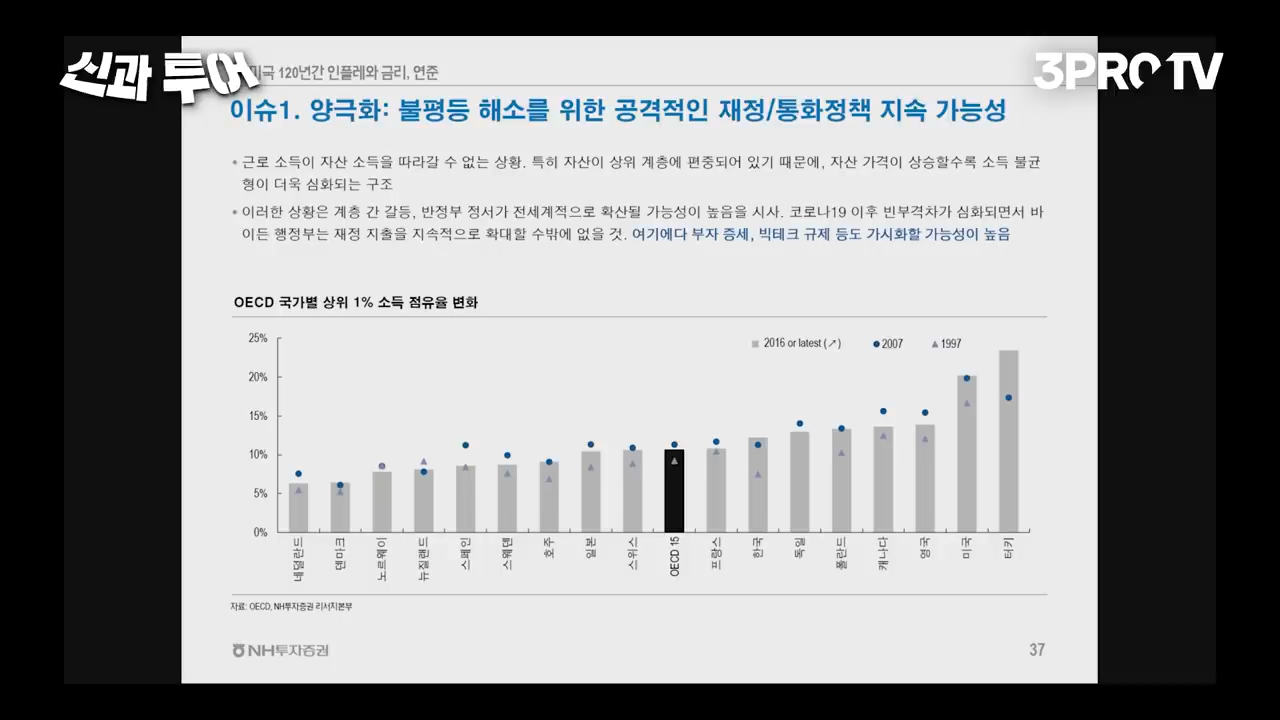 신과 투어
3PROTV
미국 120년간 인플레와 금리, 연준
이슈1. 양극화: 불평등 해소를 위한 공격적인 재정/통화정책 지속 가능성
• 근로 소득이 자산 소득을 따라갈 수 없는 상황. 특히 자산이 상위 계층에 편중되어 있기 때문에, 자산 가격이 상승할수록 소득 불균
형이 더욱 심화되는 구조
• 이러한 상황은 계층 간 갈등, 반정부 정서가 전세계적으로 확산될 가능성이 높음을 시사. 코로나19 이후 빈부격차가 심화되면서 바
이든 행정부는 재정 지출을 지속적으로 확대할 수밖에 없을 것. 여기에다 부자 증세, 빅테크 규제 등도 가시화할 가능성이 높음
OECD 국가별 상위 1% 소득 점유율 변화
2016 or latest (↗)
2007
1997
25%
20%
15%
10%
5%
0%
네덜란드
덴마크
노르웨이
뉴질랜드
스페인
스웨덴
호주
일본
스위스
OECD 15
프랑스
한국
독일
폴란드
캐나다
영국
미국
터키
자료: OECD, NH투자증권 리서치본부
NH투자증권
37